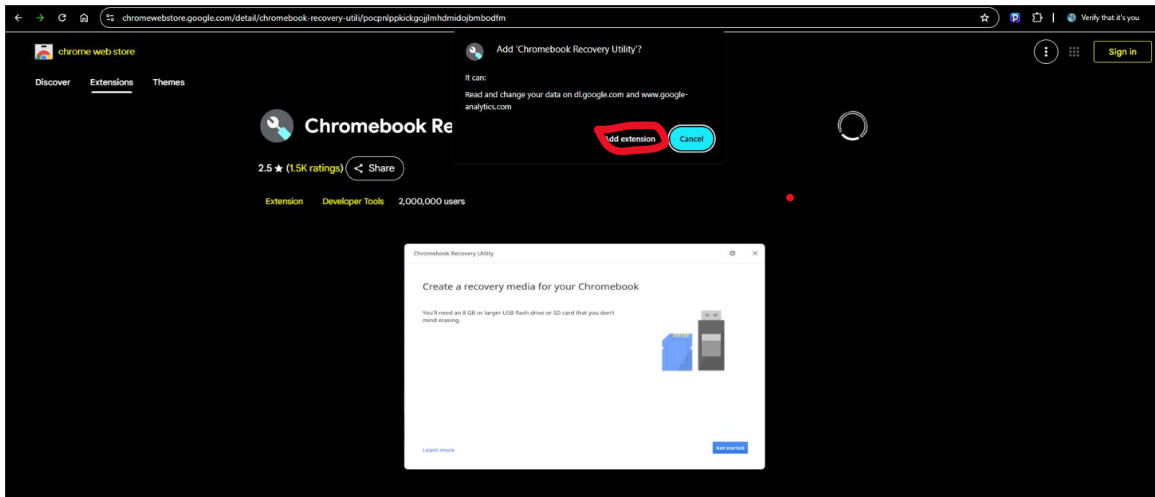 chromewebstore.google.com/detail/chromebook-recovery-utili/pocpnlppkickgojjlmhdmidojbmbodfm
Verify that it's you
chrome web store
Sign in
Discover Extensions Themes
Add 'Chromebook Recovery Utility'?
It can:
Read and change your data on dl.google.com and www.google-
analytics.com
Add extension Cancel
Chromebook Re
2.5 ★ (1.5K ratings) Share
Extension Developer Tools 2,000,000 users
Chromebook Recovery Utility
Create a recovery media for your Chromebook
You'll need an 8 GB or larger USB flash drive or SD card that you don't
mind erasing.
Learn more
Get started